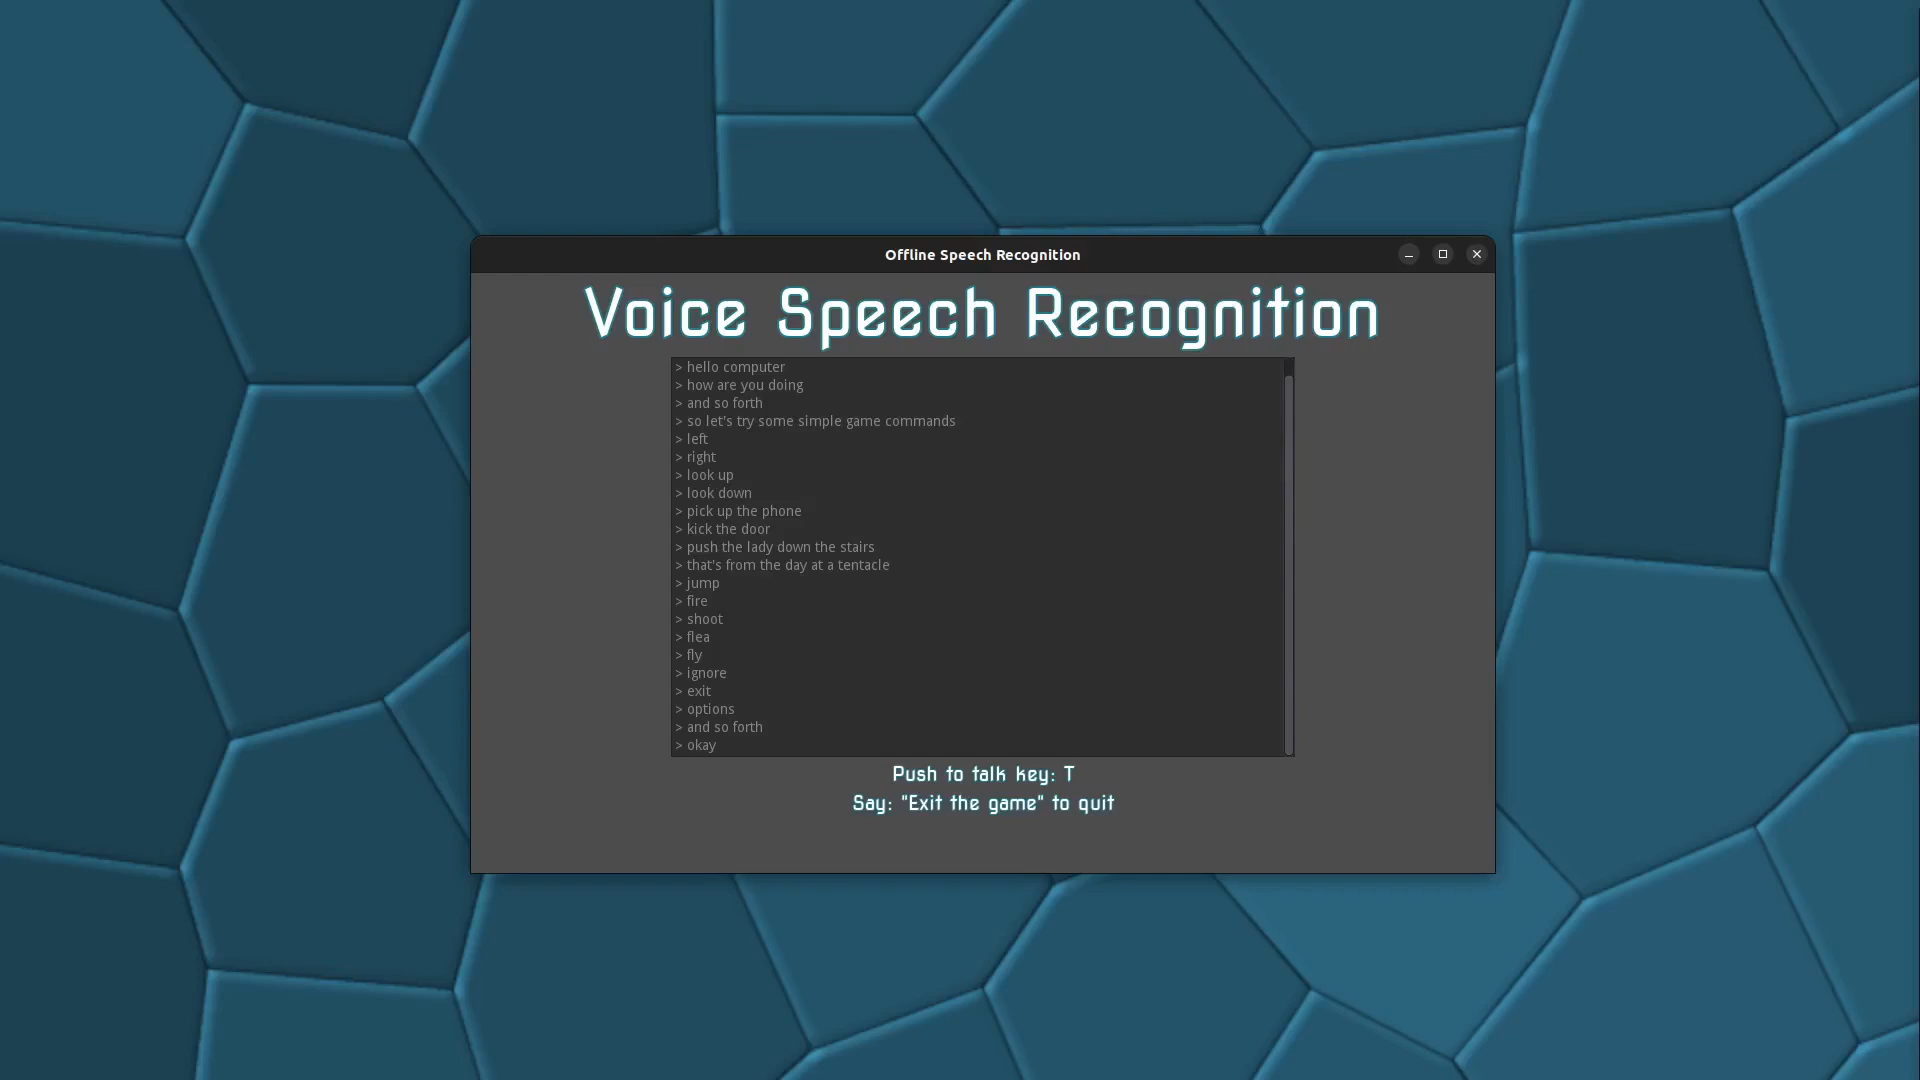 Offline Speech Recognition
Voice Speech Recognition
> hello computer
> how are you doing
> and so forth
> so let's try some simple game commands
> left
> right
> look up
> look down
> pick up the phone
> kick the door
> push the lady down the stairs
> that's from the day at a tentacle
> jump
> fire
> shoot
> flea
> fly
> ignore
> exit
> options
> and so forth
> okay
Push to talk key: T
Say: "Exit the game" to quit